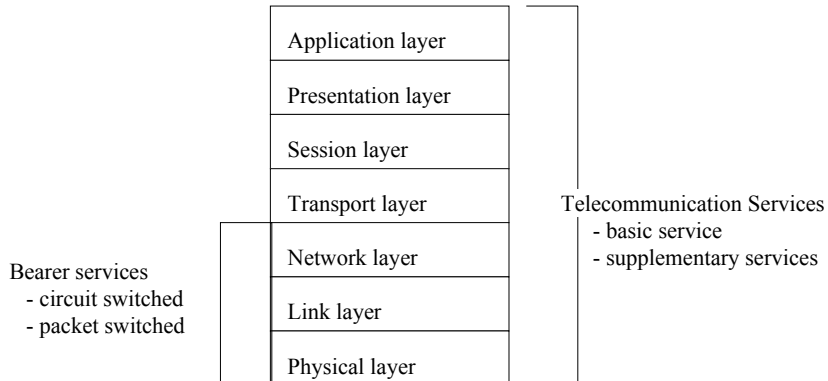 Application layer
Presentation layer
Session layer
Transport layer
Network layer
Link layer
Physical layer
Bearer services
- circuit switched
- packet switched
Telecommunication Services
- basic service
- supplementary services